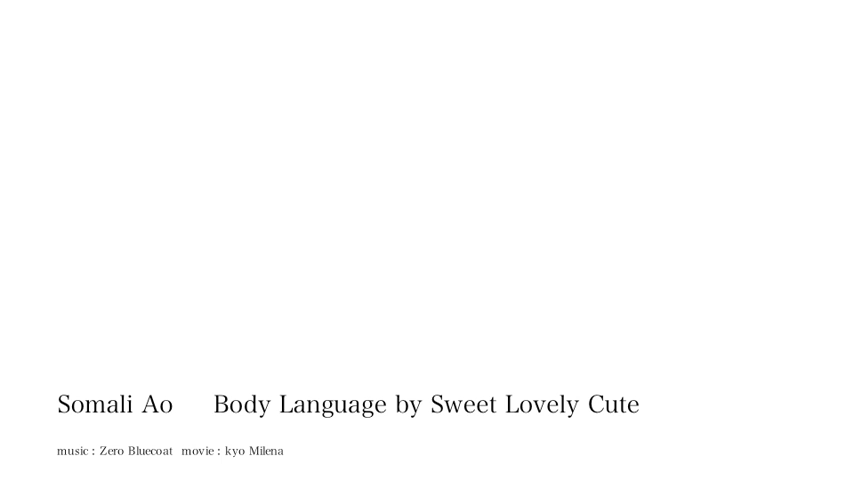 Somali Ao Body Language by Sweet Lovely Cute
music : Zero Bluecoat movie : kyo Milena